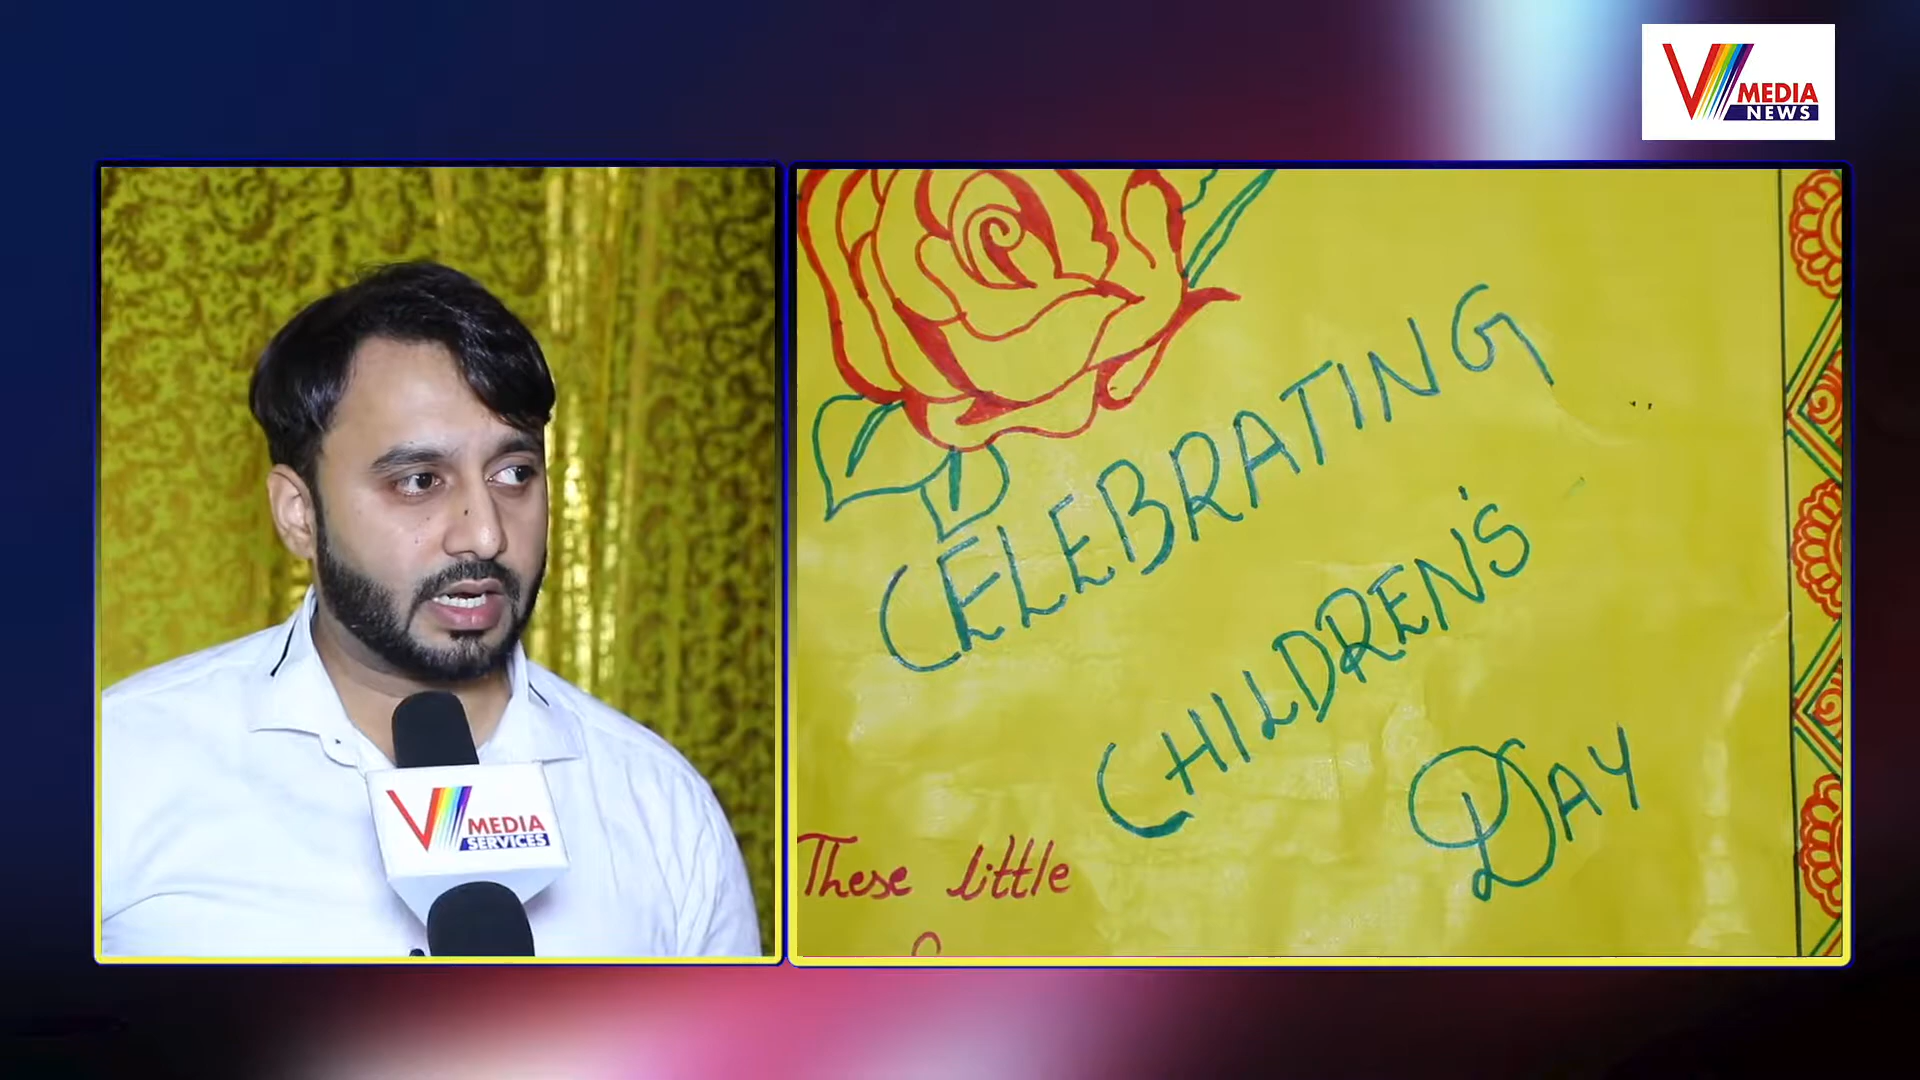 V MEDIA
NEWS
CELEBRATING
CHILDREN'S
DAY
These little
V MEDIA
SERVICES